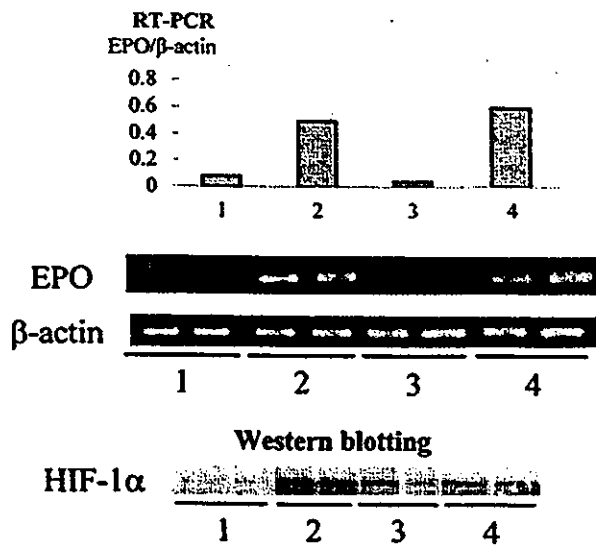 RT-PCR
EPO/β-actin
0.8
0.6
0.4
0.2
0
1 2 3 4
EPO
β-actin
1 2 3 4
Western blotting
HIF-1α
1 2 3 4